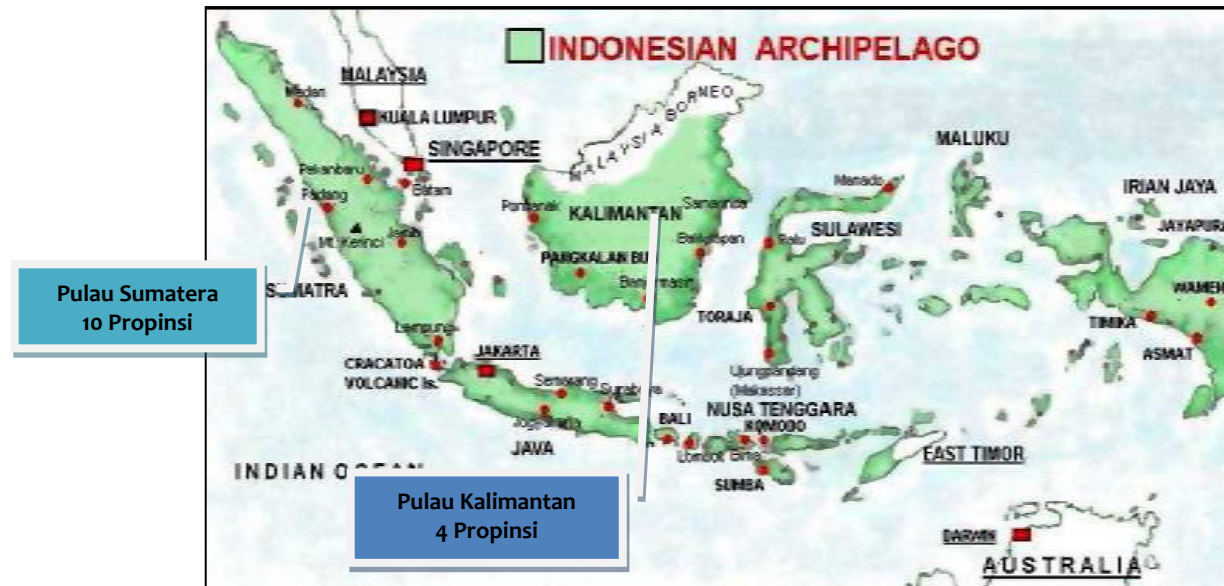 INDONESIAN ARCHIPELAGO
MALAYSIA
Medan
KUALA LUMPUR
SINGAPORE
MALAYSIA BORNEO
MALUKU
Pekanbaru
Batam
Padang
Manado
IRIAN JAYA
Pontianak
KALIMANTAN
Samarinda
SULAWESI
JAYAPURA
Mt. Kerinci
Jambi
Balikpapan
Palu
PANGKALAN BU
Pulau Sumatera
10 Propinsi
SUMATRA
Banjarmasin
WAMEN
TORAJA
TIMIKA
ASMAT
Lampung
CRACATOA
VOLCANIC Is.
JAKARTA
Semarang
Surabaya
Ujungpandang
(Makassar)
BALI
NUSA TENGGARA
KOMODO
Jogjakarta
JAVA
Lombok
Bima
EAST TIMOR
INDIAN OCEAN
SUMBA
Pulau Kalimantan
4 Propinsi
DARWIN
AUSTRALIA